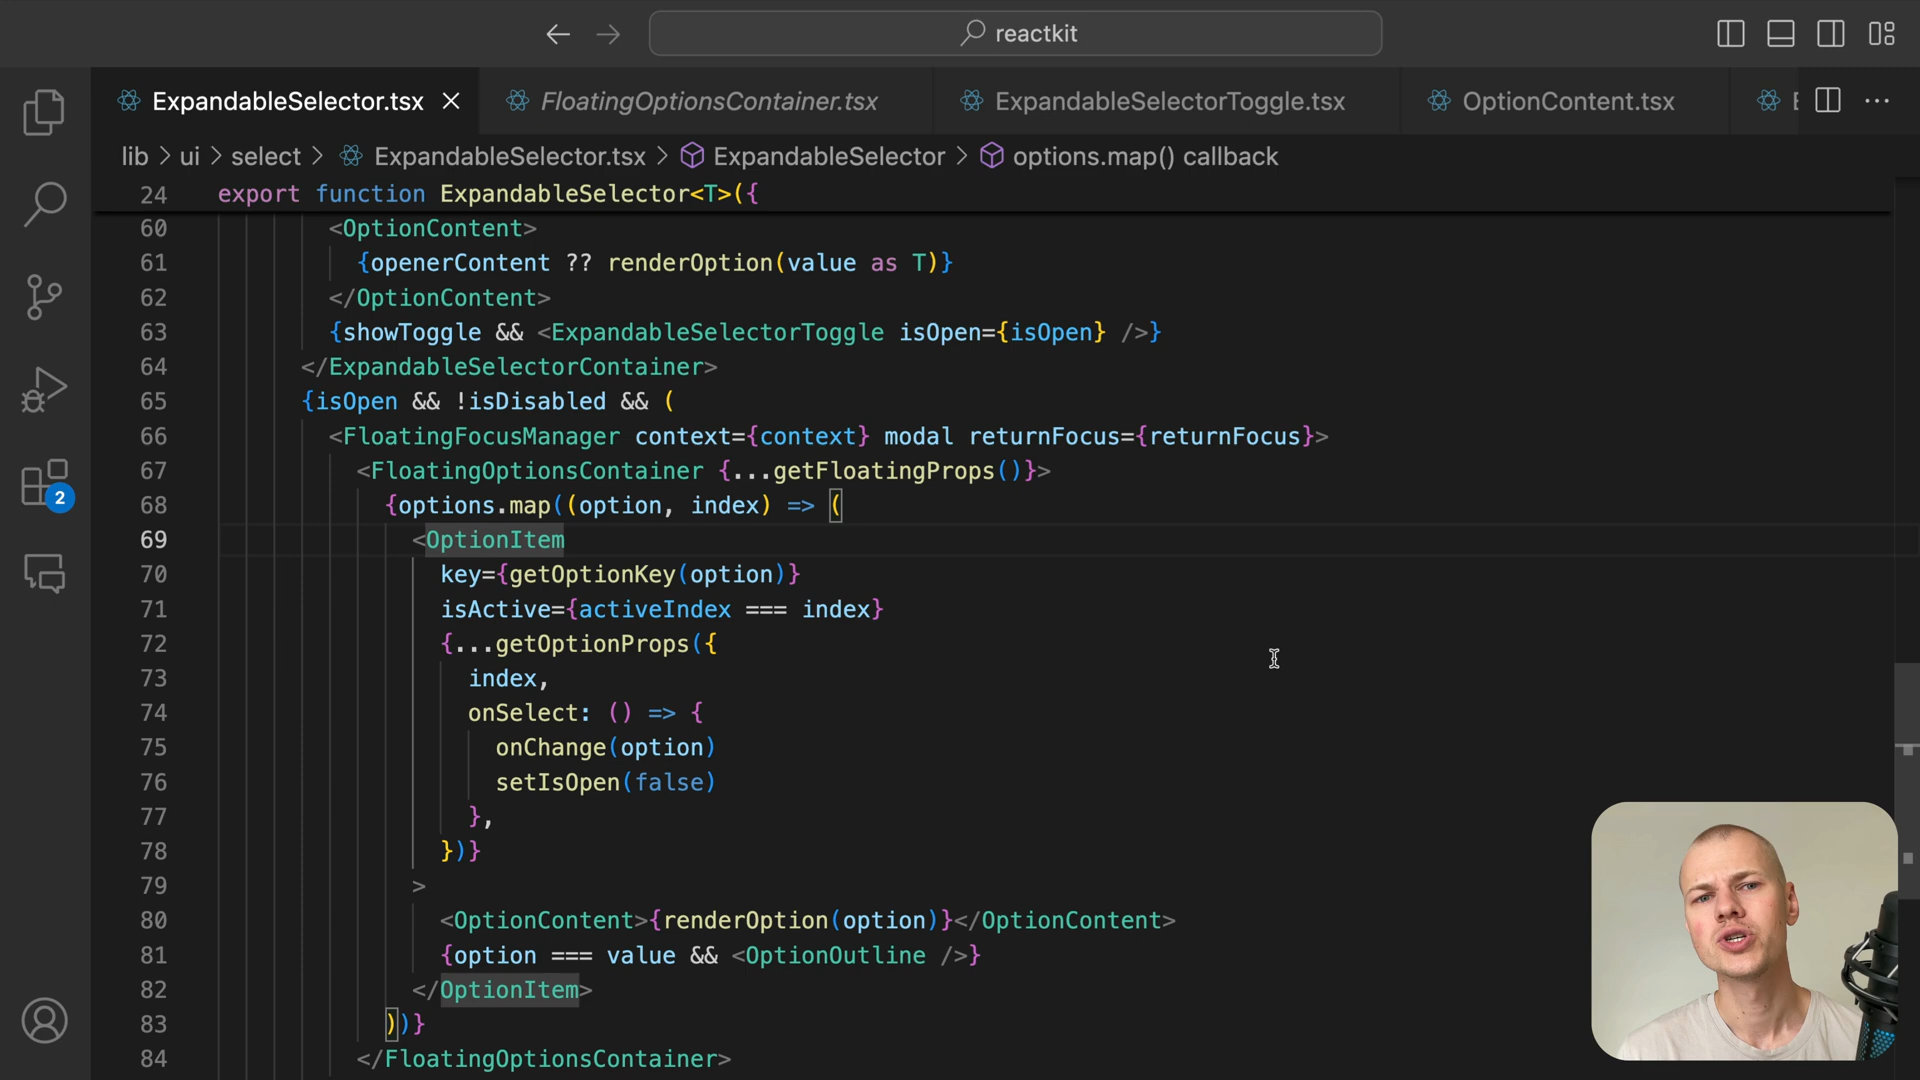 reactkit
ExpandableSelector.tsx
FloatingOptionsContainer.tsx
ExpandableSelectorToggle.tsx
OptionContent.tsx
lib > ui > select > ExpandableSelector.tsx > ExpandableSelector > options.map() callback
24 export function ExpandableSelector<T>({
60 <OptionContent>
61 {openerContent ?? renderOption(value as T)}
62 </OptionContent>
63 {showToggle && <ExpandableSelectorToggle isOpen={isOpen} />}
64 </ExpandableSelectorContainer>
65 {isOpen && !isDisabled && (
66 <FloatingFocusManager context={context} modal returnFocus={returnFocus}>
67 <FloatingOptionsContainer {...getFloatingProps()}>
68 {options.map((option, index) => (
69 <OptionItem
70 key={getOptionKey(option)}
71 isActive={activeIndex === index}
72 {...getOptionProps({
73 index,
74 onSelect: () => {
75 onChange(option)
76 setIsOpen(false)
77 },
78 })}
79 >
80 <OptionContent>{renderOption(option)}</OptionContent>
81 {option === value && <OptionOutline />}
82 </OptionItem>
83 ))}
84 </FloatingOptionsContainer>
2